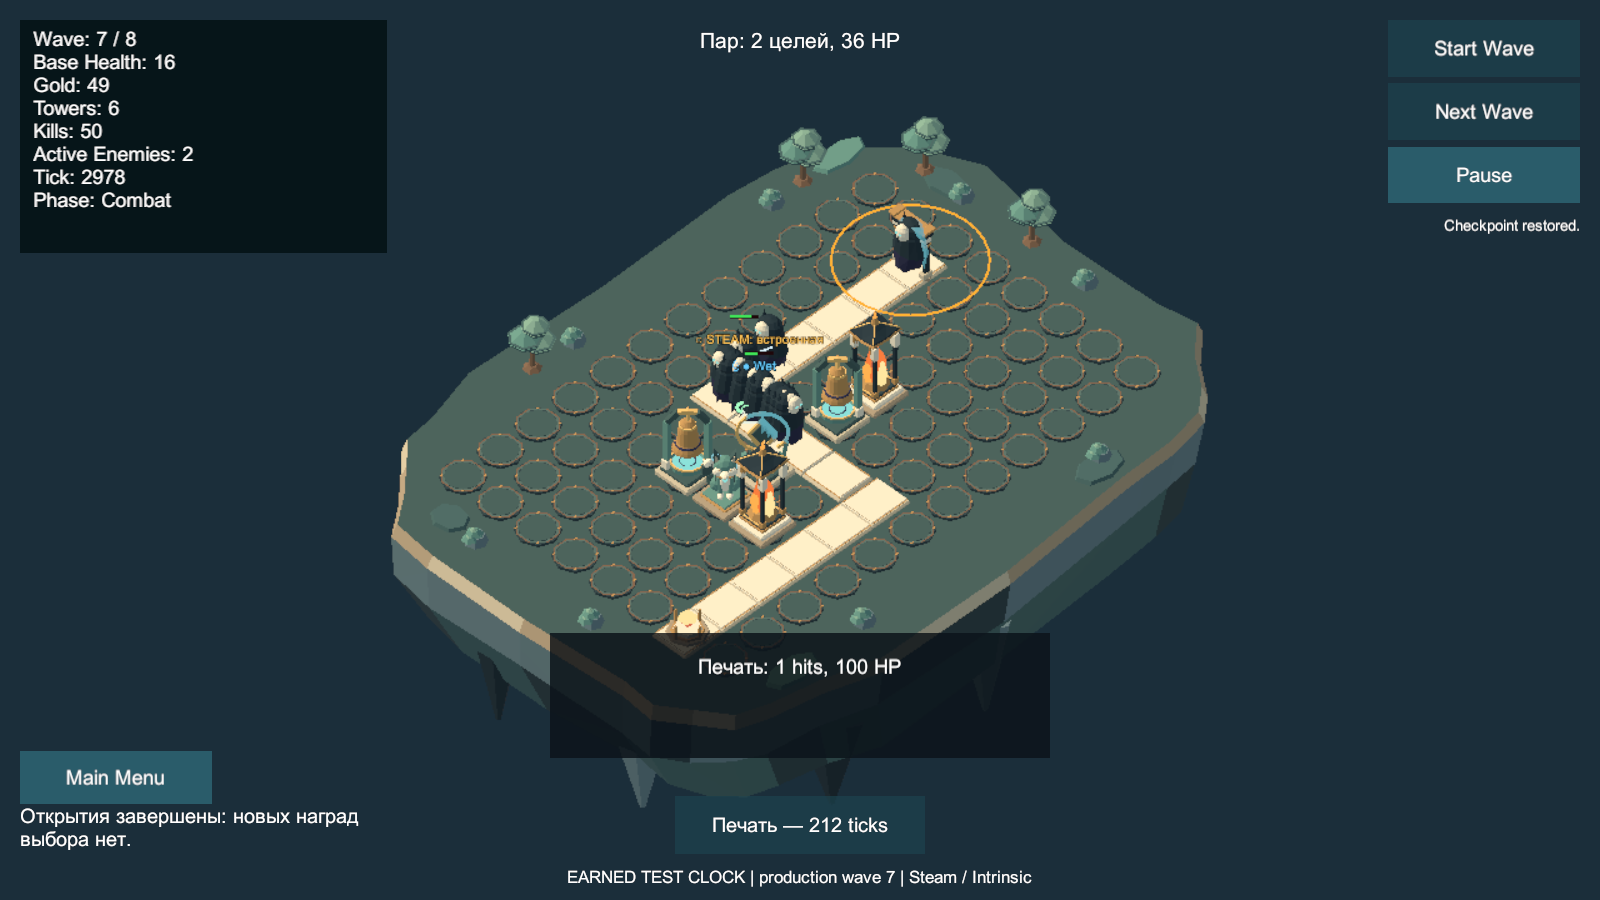 Wave: 7 / 8
Base Health: 16
Gold: 49
Towers: 6
Kills: 50
Active Enemies: 2
Tick: 2978
Phase: Combat
Пар: 2 целей, 36 HP
Start Wave
Next Wave
Pause
Checkpoint restored.
STEAM: встроенная
Wet
Печать: 1 hits, 100 HP
Main Menu
Открытия завершены: новых наград
выбора нет.
Печать — 212 ticks
EARNED TEST CLOCK | production wave 7 | Steam / Intrinsic